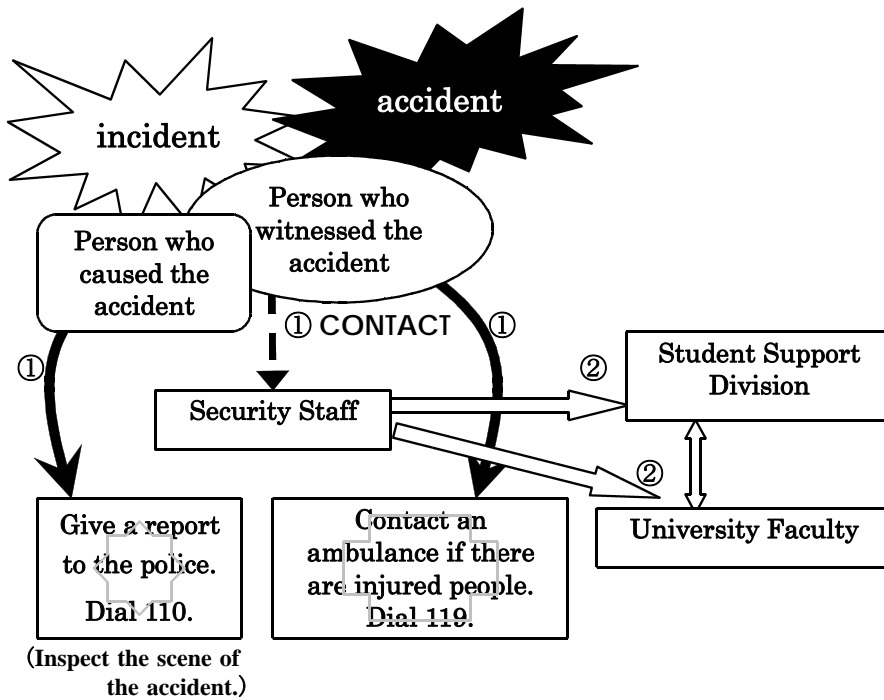 accident
incident
Person who
witnessed the
accident
Person who
caused the
accident
① CONTACT
①
①
Security Staff
②
②
Student Support
Division
University Faculty
Give a report
to the police.
Dial 110.
(Inspect the scene of
the accident.)
Contact an
ambulance if there
are injured people.
Dial 119.